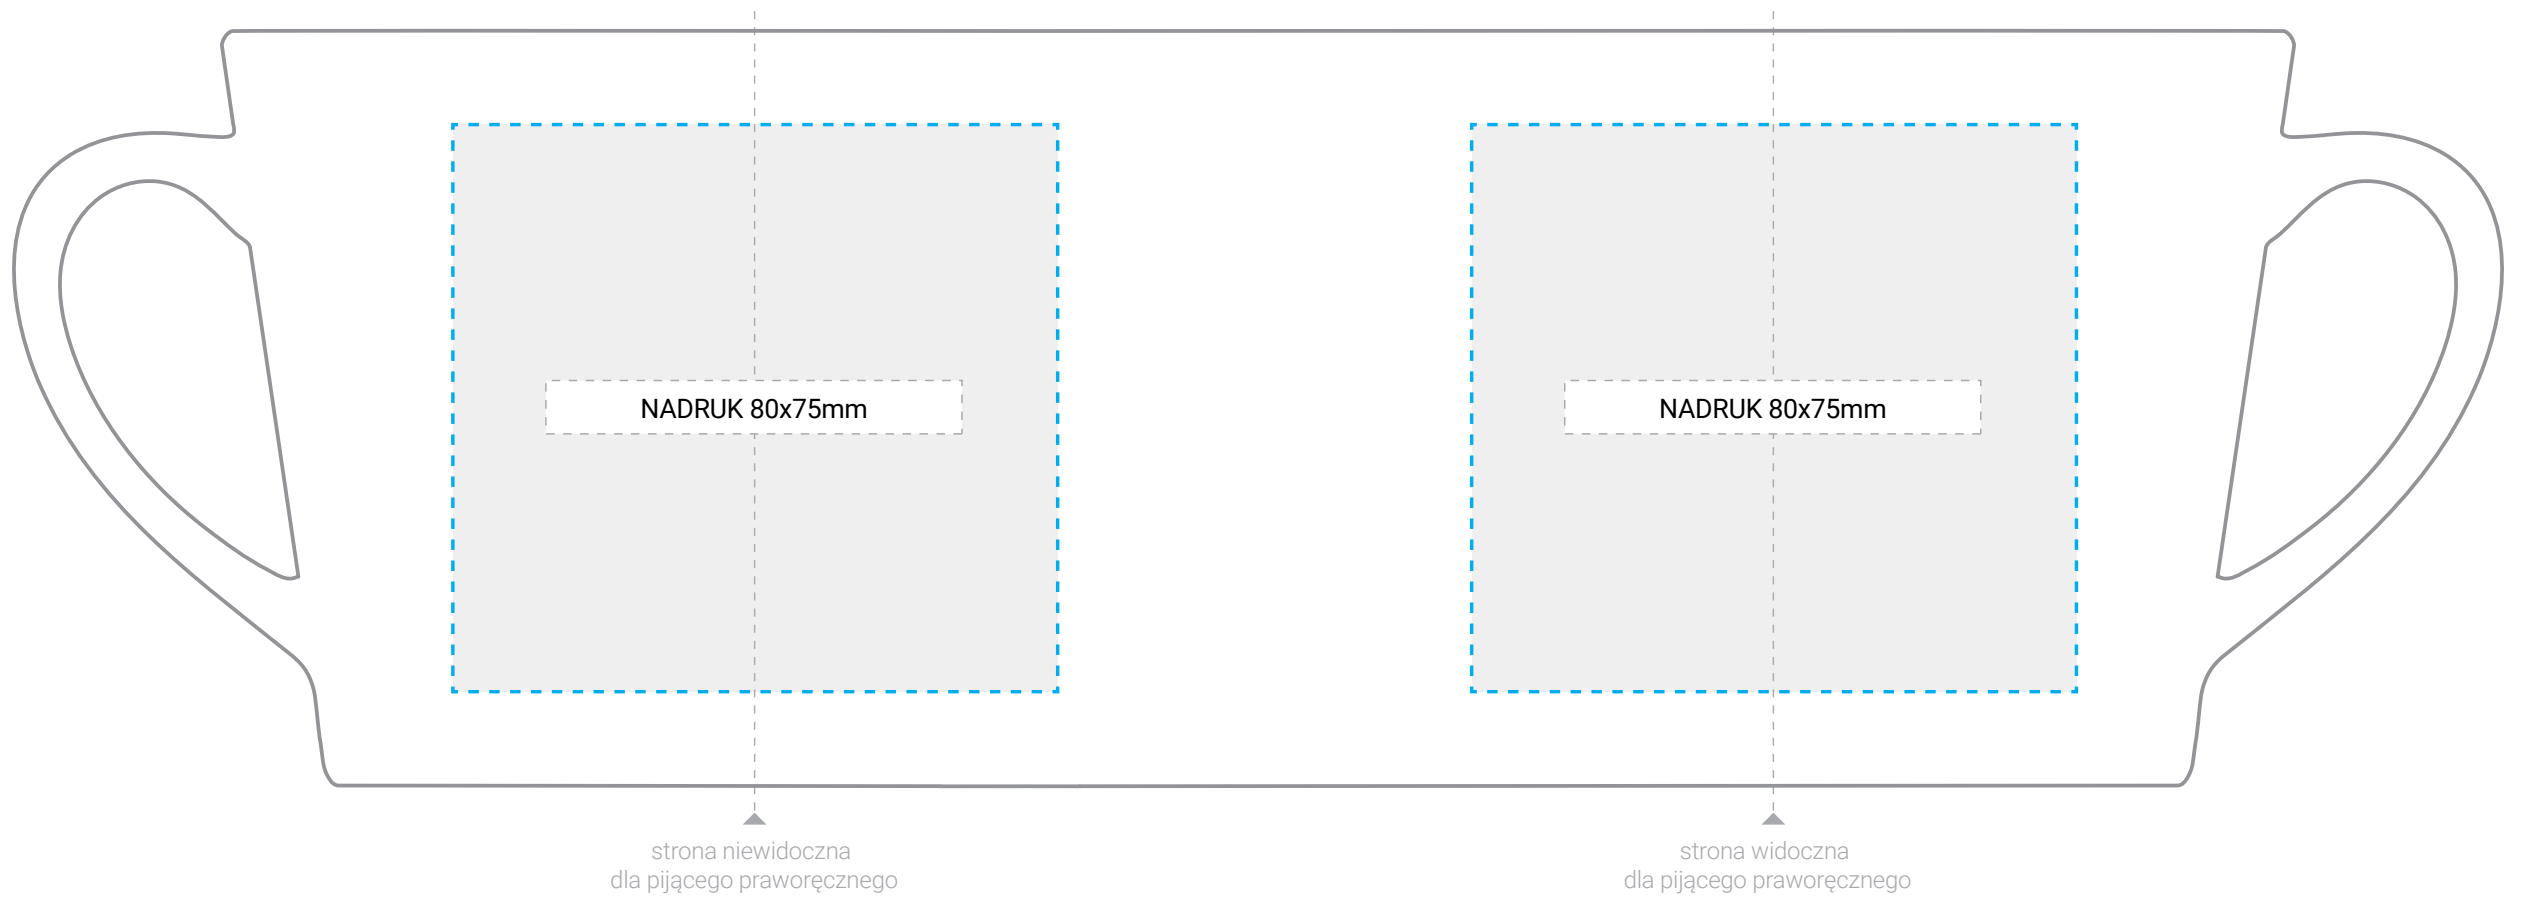 NADRUK 80x75mm
NADRUK 80x75mm
strona niewidoczna
dla pijącego praworęcznego
strona widoczna
dla pijącego praworęcznego